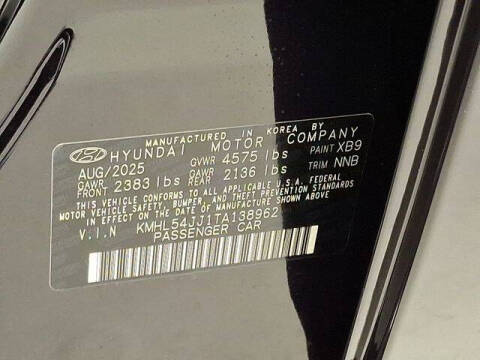 MANUFACTURED IN KOREA BY
HYUNDAI MOTOR COMPANY
AUG/2025 GVWR 4575 lbs PAINT XB9
GAWR FRONT 2383 lbs GAWR REAR 2136 lbs TRIM NNB
THIS VEHICLE CONFORMS TO ALL APPLICABLE U.S.A. FEDERAL
MOTOR VEHICLE SAFETY, BUMPER, AND THEFT PREVENTION STANDARDS
IN EFFECT ON THE DATE OF MANUFACTURE SHOWN ABOVE.
V.I.N KMHL54JJ1TA138962
PASSENGER CAR